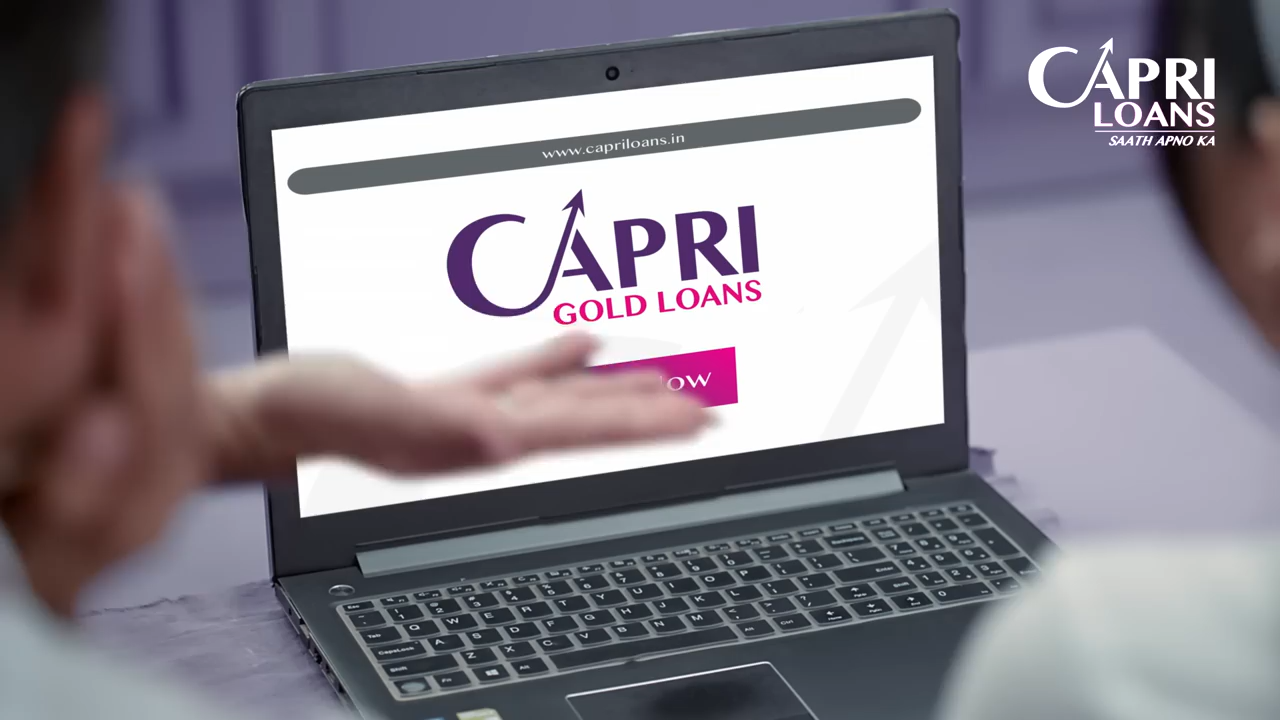 CAPRI
LOANS
SAATH APNO KA
www.capriloans.in
CAPRI
GOLD LOANS
Q W E R T Y U I O P
A S D F G H J K L
Z X C V B N M